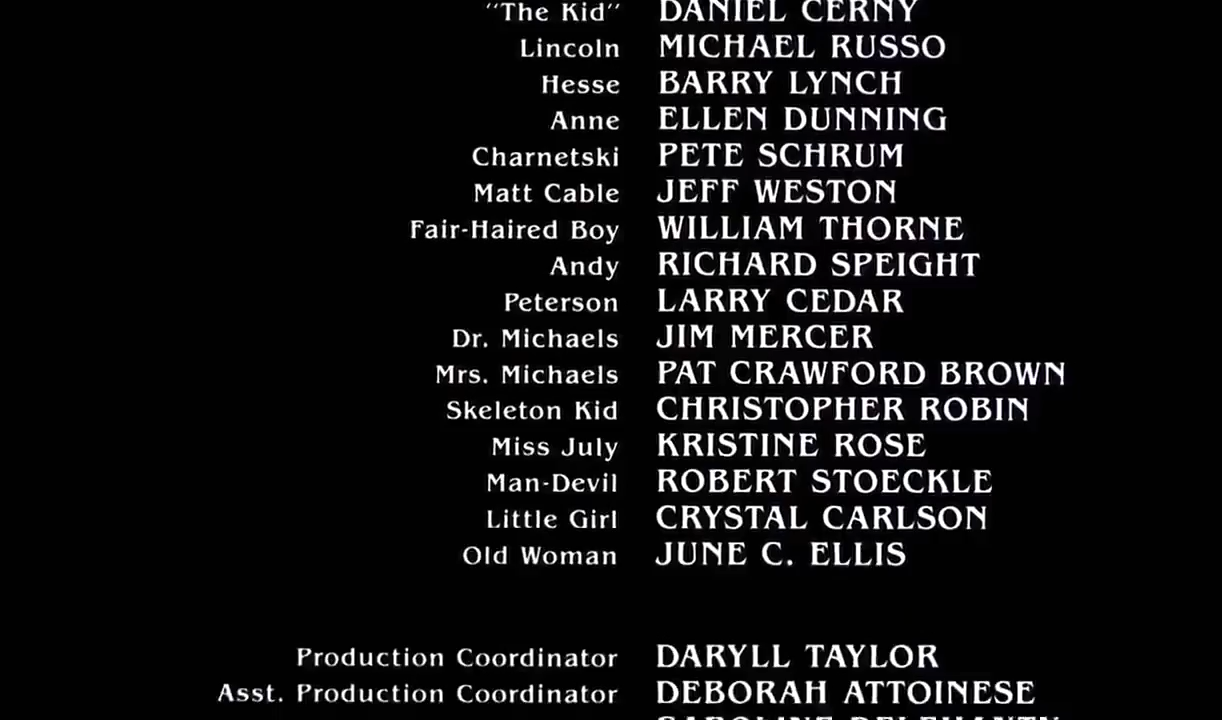 "The Kid" DANIEL CERNY
Lincoln MICHAEL RUSSO
Hesse BARRY LYNCH
Anne ELLEN DUNNING
Charnetski PETE SCHRUM
Matt Cable JEFF WESTON
Fair-Haired Boy WILLIAM THORNE
Andy RICHARD SPEIGHT
Peterson LARRY CEDAR
Dr. Michaels JIM MERCER
Mrs. Michaels PAT CRAWFORD BROWN
Skeleton Kid CHRISTOPHER ROBIN
Miss July KRISTINE ROSE
Man-Devil ROBERT STOECKLE
Little Girl CRYSTAL CARLSON
Old Woman JUNE C. ELLIS
Production Coordinator DARYLL TAYLOR
Asst. Production Coordinator DEBORAH ATTOINESE